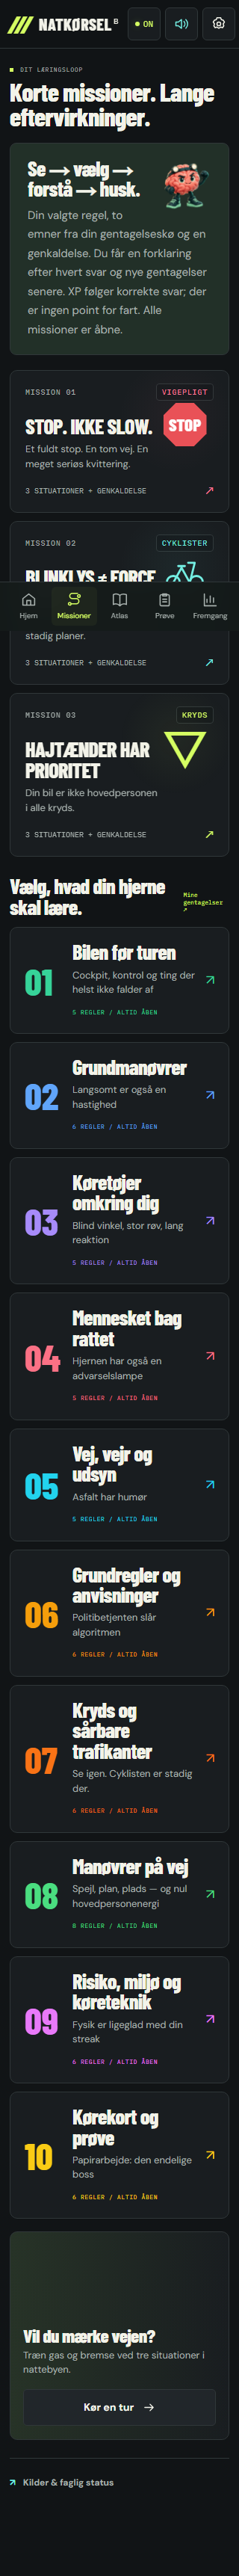 NATKØRSEL B
ON
DIT LÆRINGSLOOP
Korte missioner. Lange
eftervirkninger.
Se → vælg →
forstå → husk.
Din valgte regel, to
emner fra din gentagelseskø og en
genkaldelse. Du får en forklaring
efter hvert svar og nye gentagelser
senere. XP følger korrekte svar; der
er ingen point for fart. Alle
missioner er åbne.
MISSION 01
VIGEPLIGT
STOP. IKKE SLOW.
STOP
Et fuldt stop. En tom vej. En
meget seriøs kvittering.
3 SITUATIONER + GENKALDELSE
MISSION 02
CYKLISTER
BLINKLYS ≠ FORCE
Hjem
Missioner
Atlas
Prøve
Fremgang
stadig planer.
3 SITUATIONER + GENKALDELSE
MISSION 03
KRYDS
HAJTÆNDER HAR
PRIORITET
Din bil er ikke hovedpersonen
i alle kryds.
3 SITUATIONER + GENKALDELSE
Vælg, hvad din hjerne
skal lære.
Mine
gentagelser
↗
01
Bilen før turen
Cockpit, kontrol og ting der
helst ikke falder af
5 REGLER / ALTID ÅBEN
02
Grundmanøvrer
Langsomt er også en
hastighed
6 REGLER / ALTID ÅBEN
03
Køretøjer
omkring dig
Blind vinkel, stor røv, lang
reaktion
5 REGLER / ALTID ÅBEN
04
Mennesket bag
rattet
Hjernen har også en
advarselslampe
5 REGLER / ALTID ÅBEN
05
Vej, vejr og
udsyn
Asfalt har humør
5 REGLER / ALTID ÅBEN
06
Grundregler og
anvisninger
Politibetjenten slår
algoritmen
6 REGLER / ALTID ÅBEN
07
Kryds og
sårbare
trafikanter
Se igen. Cyklisten er stadig
der.
6 REGLER / ALTID ÅBEN
08
Manøvrer på vej
Spejl, plan, plads — og nul
hovedpersonenergi
8 REGLER / ALTID ÅBEN
09
Risiko, miljø og
køreteknik
Fysik er ligeglad med din
streak
6 REGLER / ALTID ÅBEN
10
Kørekort og
prøve
Papirarbejde: den endelige
boss
6 REGLER / ALTID ÅBEN
Vil du mærke vejen?
Træn gas og bremse ved tre situationer i
nattebyen.
Kør en tur →
Kilder & faglig status